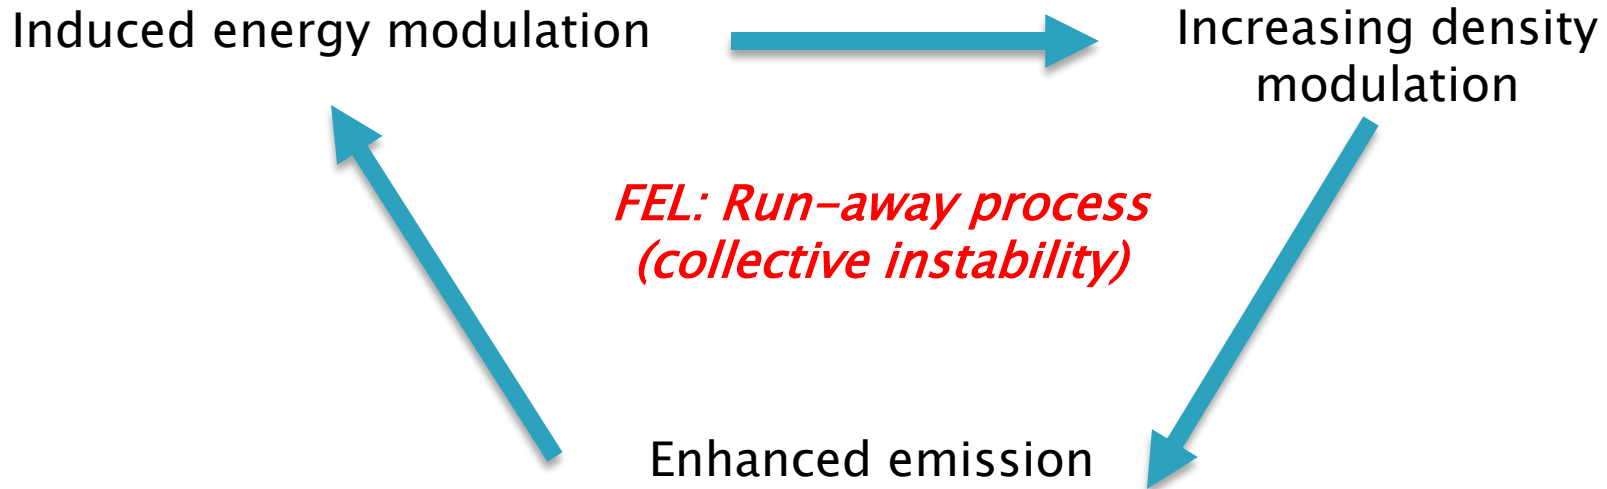 Induced energy modulation
Increasing density
modulation
FEL: Run-away process
(collective instability)
Enhanced emission